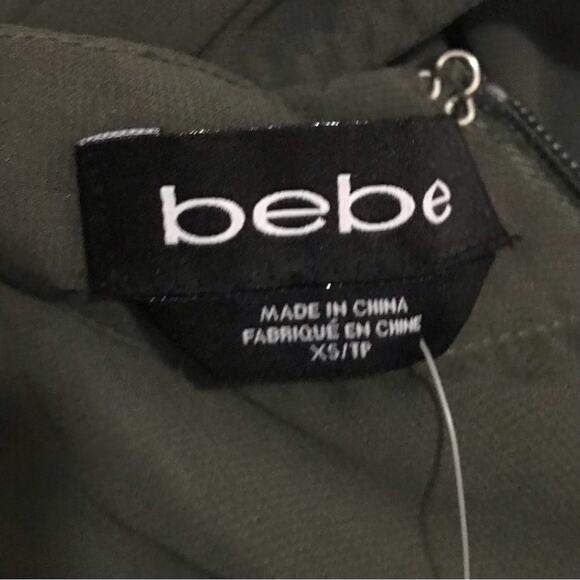 bebe
MADE IN CHINA
FABRIQUÉ EN CHINE
XS/TP